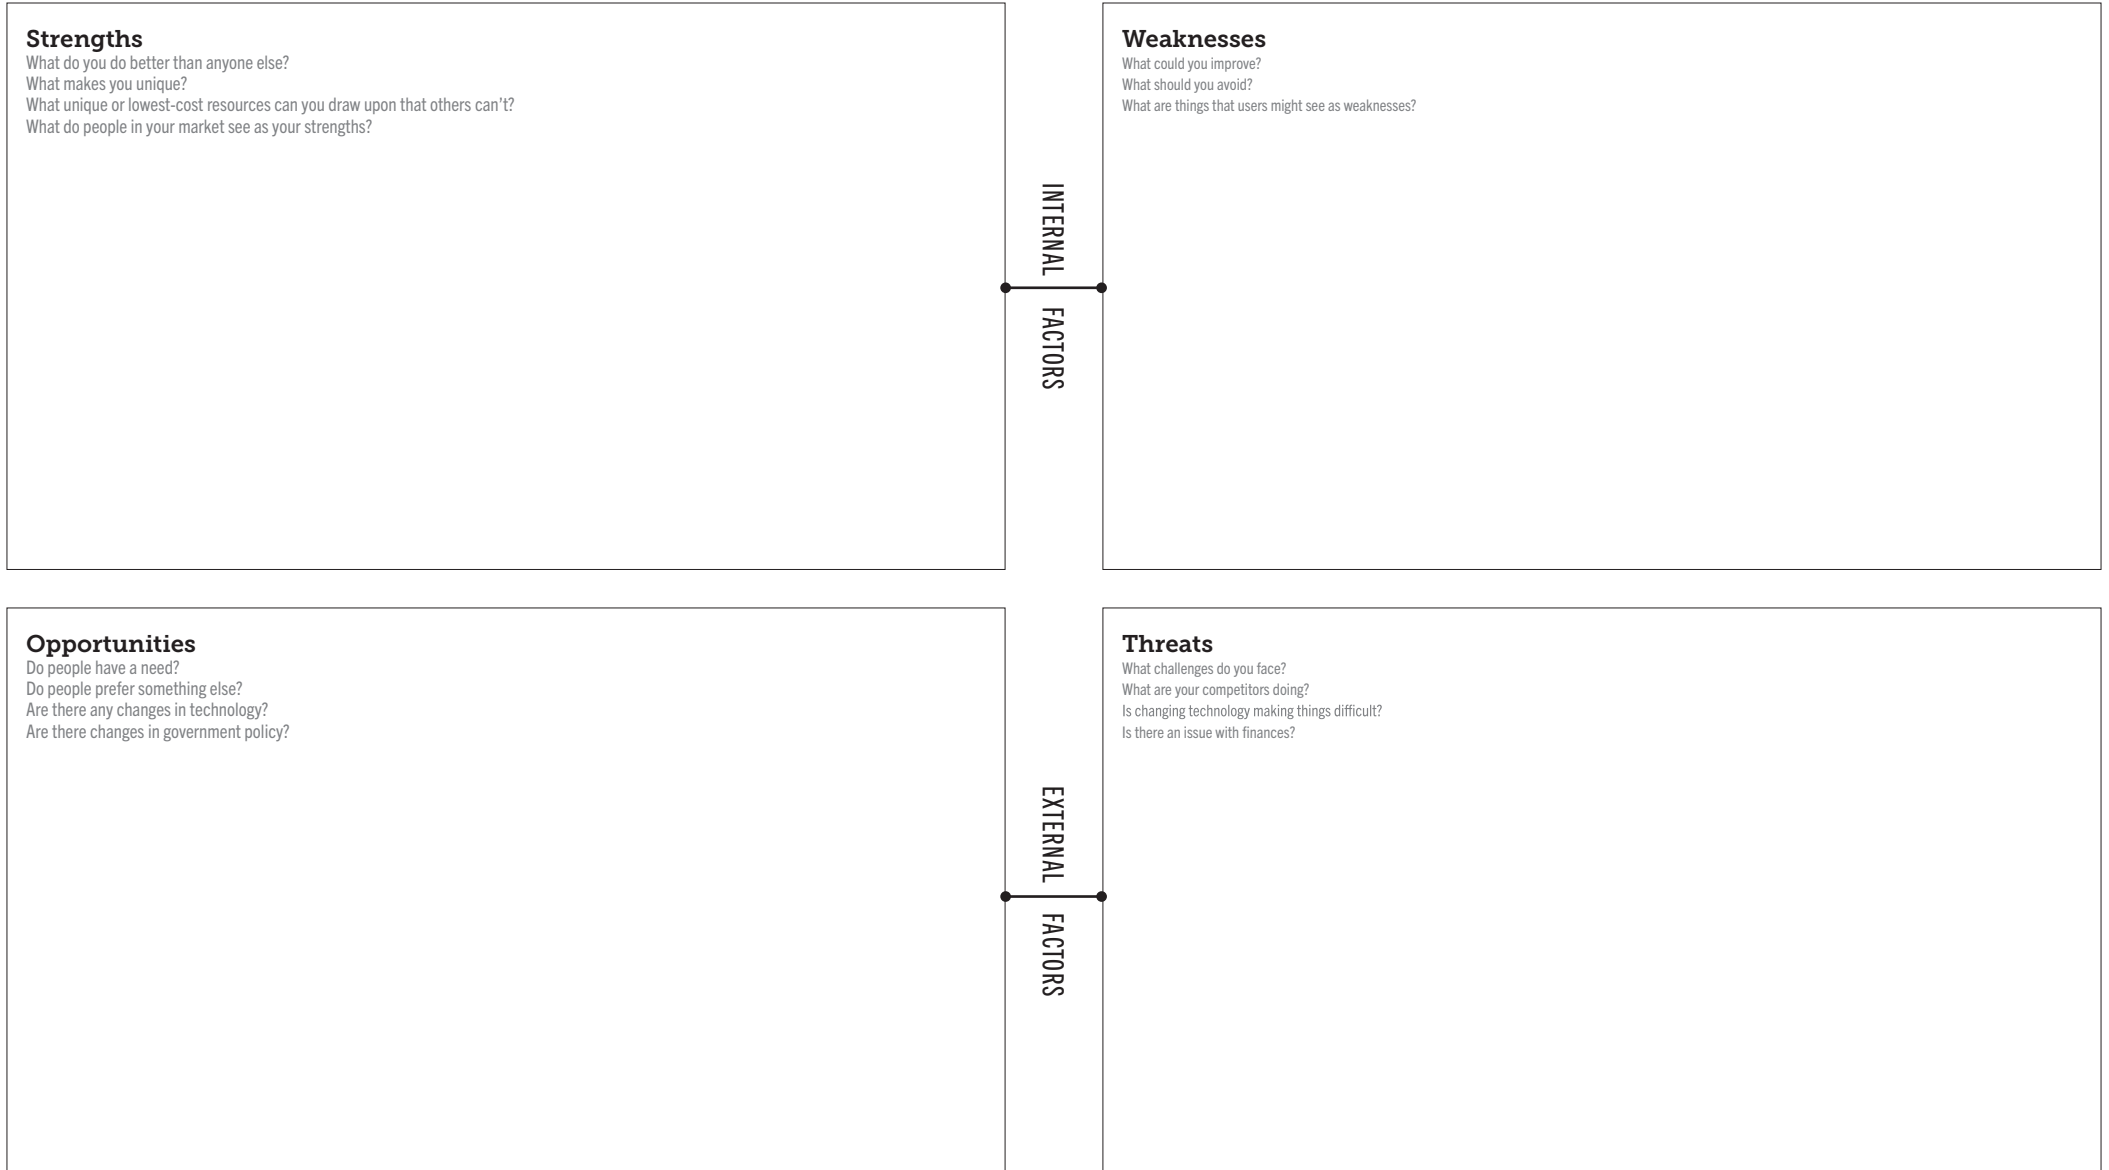 Strengths
What do you do better than anyone else?
What makes you unique?
What unique or lowest-cost resources can you draw upon that others can't?
What do people in your market see as your strengths?
INTERNAL FACTORS
Weaknesses
What could you improve?
What should you avoid?
What are things that users might see as weaknesses?
Opportunities
Do people have a need?
Do people prefer something else?
Are there any changes in technology?
Are there changes in government policy?
EXTERNAL FACTORS
Threats
What challenges do you face?
What are your competitors doing?
Is changing technology making things difficult?
Is there an issue with finances?